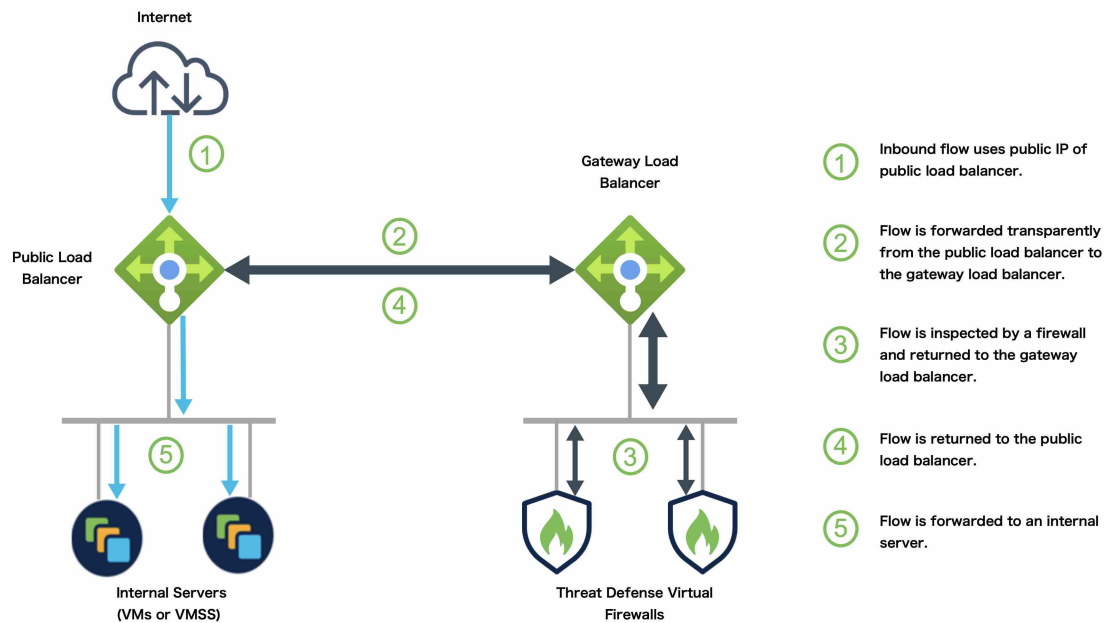 Internet
1
Public Load
Balancer
2
4
Gateway Load
Balancer
5
3
Internal Servers
(VMs or VMSS)
Threat Defense Virtual
Firewalls
1
Inbound flow uses public IP of
public load balancer.
2
Flow is forwarded transparently
from the public load balancer to
the gateway load balancer.
3
Flow is inspected by a firewall
and returned to the gateway
load balancer.
4
Flow is returned to the public
load balancer.
5
Flow is forwarded to an internal
server.